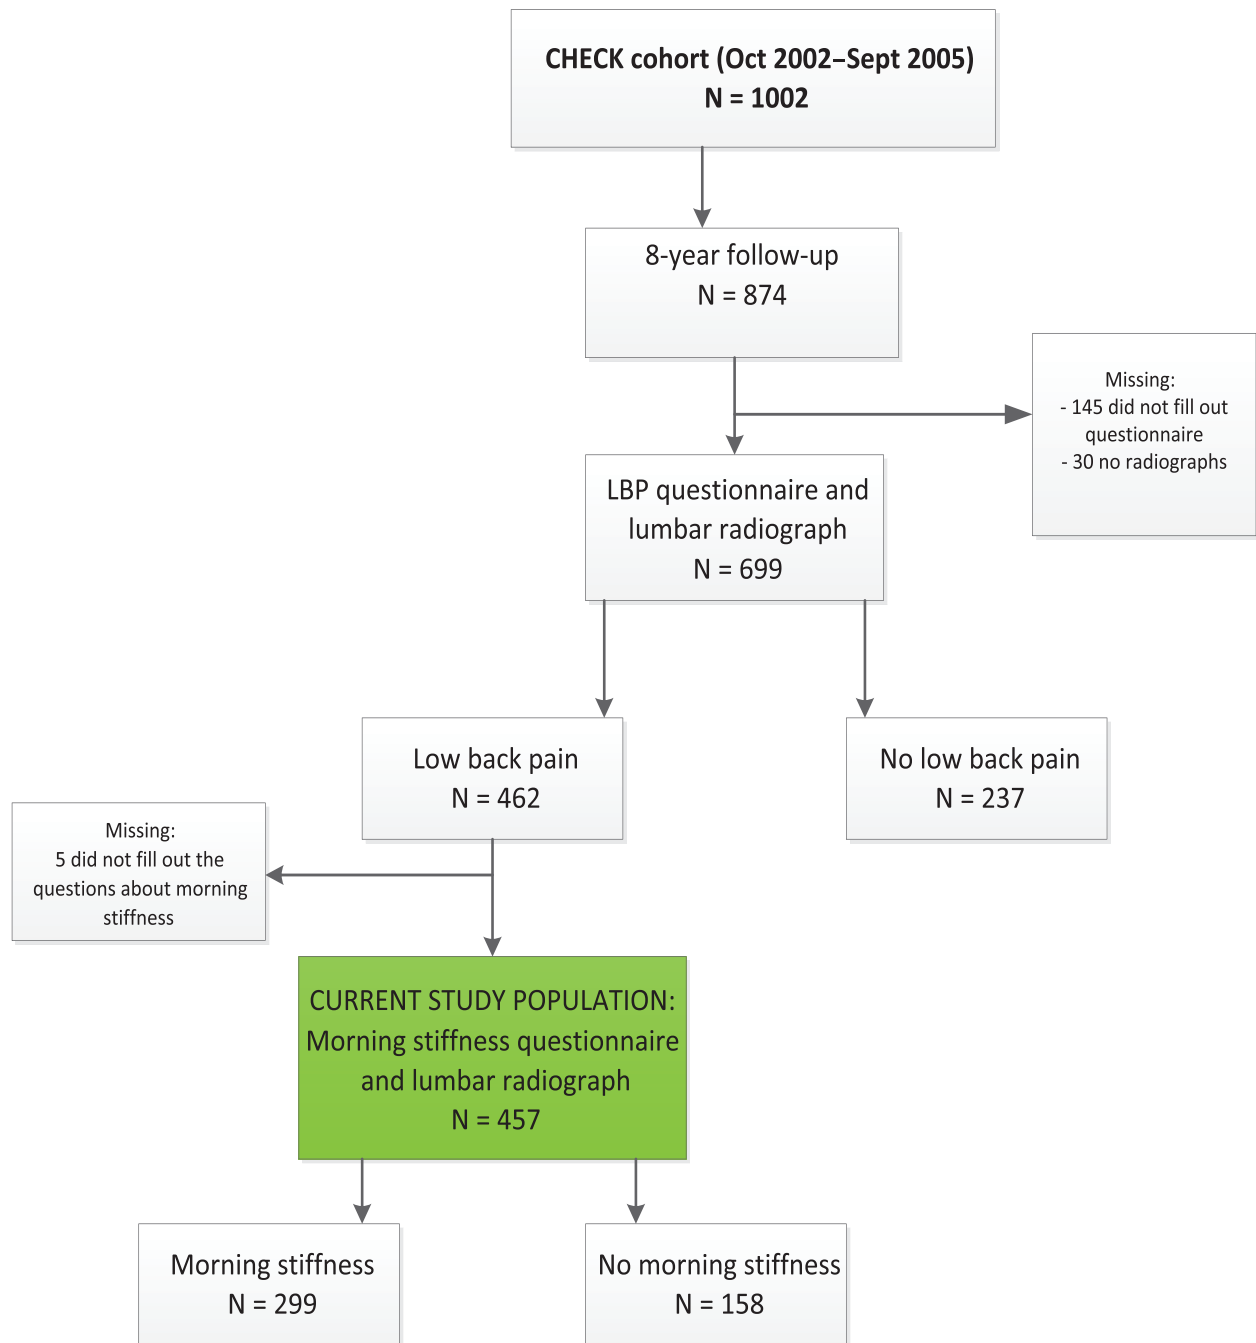 CHECK cohort (Oct 2002–Sept 2005)
N = 1002
8-year follow-up
N = 874
Missing:
- 145 did not fill out
questionnaire
- 30 no radiographs
LBP questionnaire and
lumbar radiograph
N = 699
Low back pain
N = 462
No low back pain
N = 237
Missing:
5 did not fill out the
questions about morning
stiffness
CURRENT STUDY POPULATION:
Morning stiffness questionnaire
and lumbar radiograph
N = 457
Morning stiffness
N = 299
No morning stiffness
N = 158